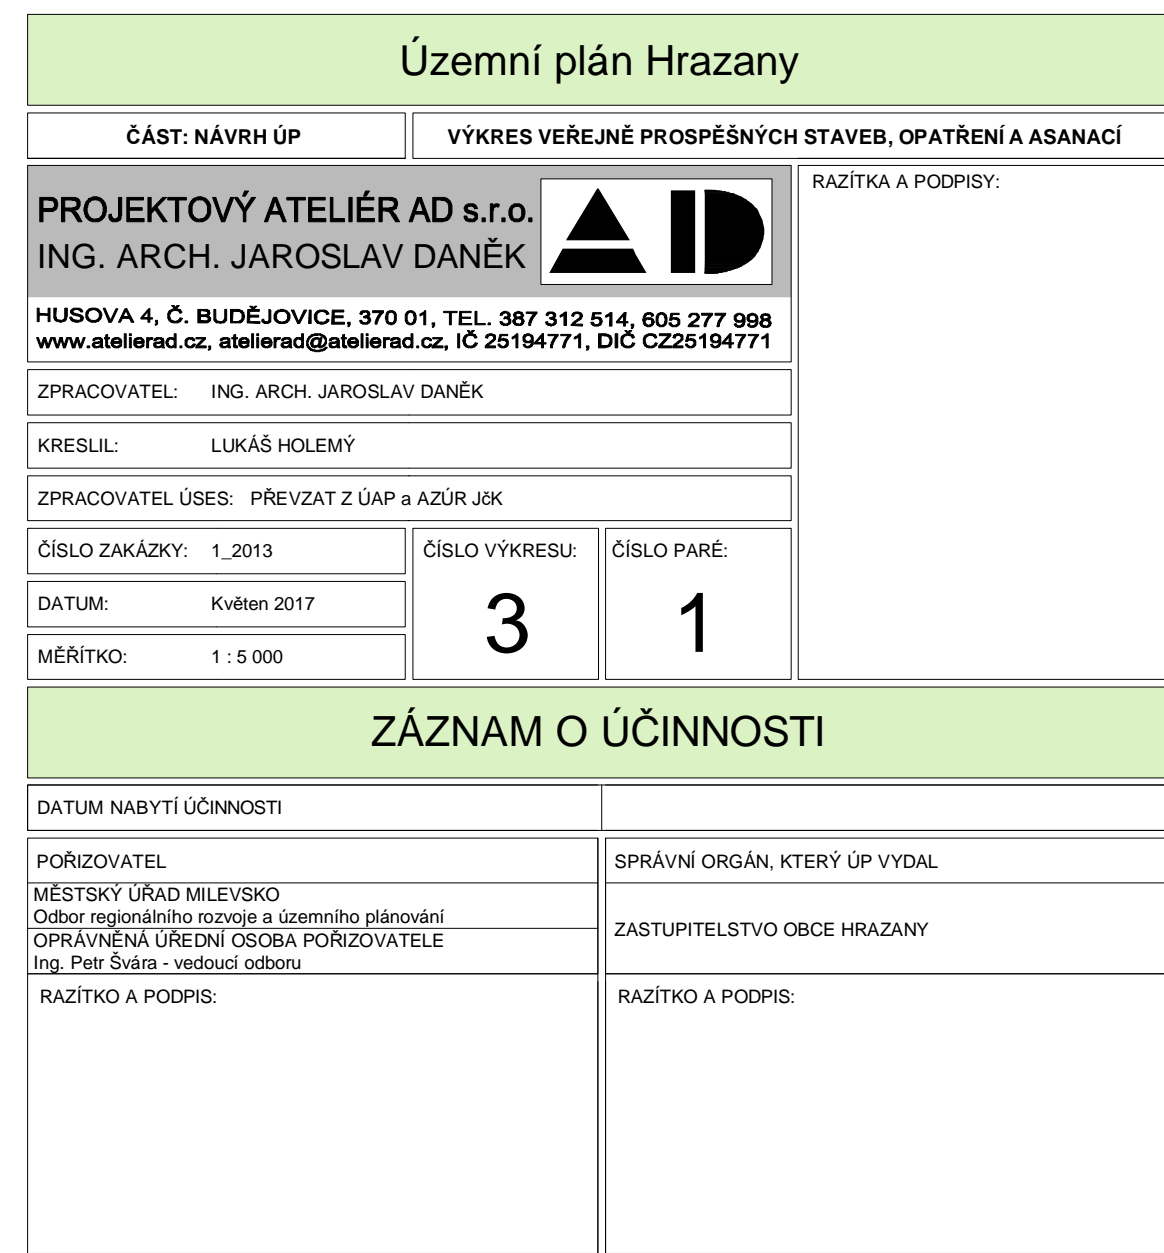 Územní plán Hrazany
ČÁST: NÁVRH ÚP
VÝKRES VEŘEJNĚ PROSPĚŠNÝCH STAVEB, OPATŘENÍ A ASANACÍ
PROJEKTOVÝ ATELIÉR AD s.r.o.
ING. ARCH. JAROSLAV DANĚK
AD
HUSOVA 4, Č. BUDĚJOVICE, 370 01, TEL. 387 312 514, 605 277 998
www.atelierad.cz, atelierad@atelierad.cz, IČ 25194771, DIČ CZ25194771
RAZÍTKA A PODPISY:
ZPRACOVATEL: ING. ARCH. JAROSLAV DANĚK
KRESLIL: LUKÁŠ HOLEMÝ
ZPRACOVATEL ÚSES: PŘEVZAT Z ÚAP a AZÚR JčK
ČÍSLO ZAKÁZKY: 1_2013
DATUM: Květen 2017
MĚŘÍTKO: 1 : 5 000
ČÍSLO VÝKRESU:
3
ČÍSLO PARÉ:
1
ZÁZNAM O ÚČINNOSTI
DATUM NABYTÍ ÚČINNOSTI
POŘIZOVATEL
MĚSTSKÝ ÚŘAD MILEVSKO
Odbor regionálního rozvoje a územního plánování
OPRÁVNĚNÁ ÚŘEDNÍ OSOBA POŘIZOVATELE
Ing. Petr Švára - vedoucí odboru
RAZÍTKO A PODPIS:
SPRÁVNÍ ORGÁN, KTERÝ ÚP VYDAL
ZASTUPITELSTVO OBCE HRAZANY
RAZÍTKO A PODPIS: